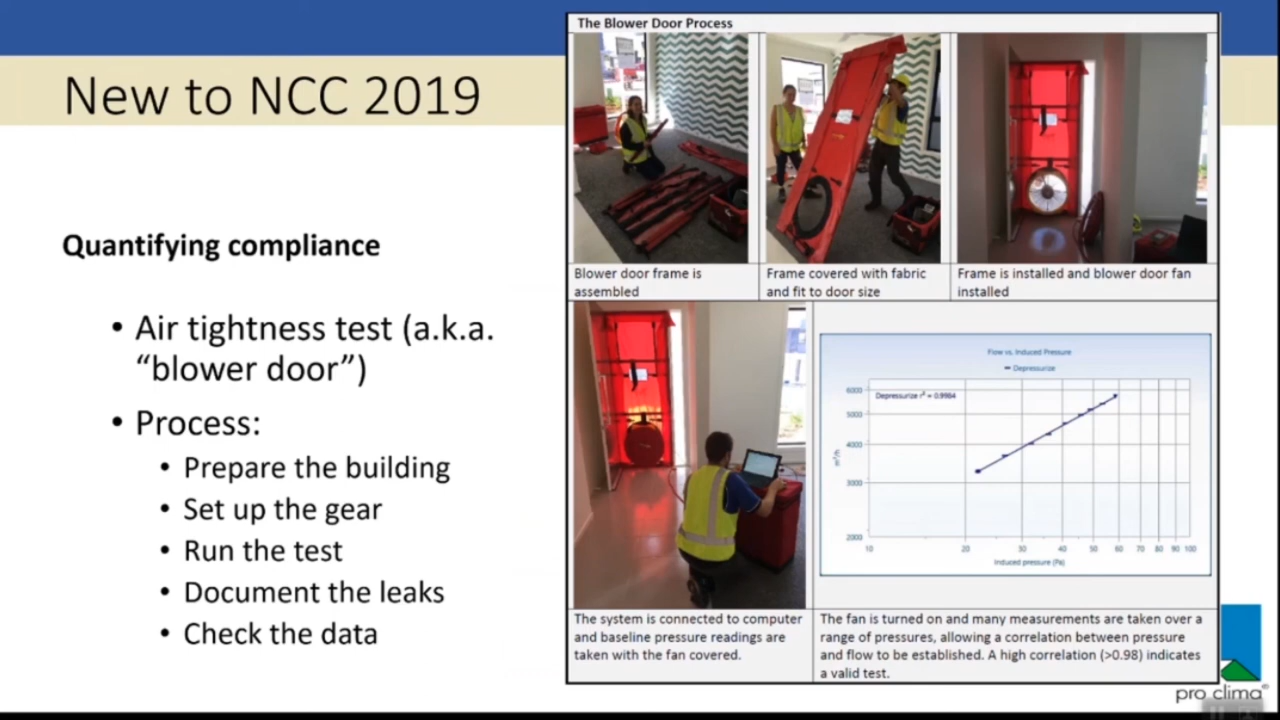 New to NCC 2019
Quantifying compliance
• Air tightness test (a.k.a.
"blower door")
• Process:
• Prepare the building
• Set up the gear
• Run the test
• Document the leaks
• Check the data
The Blower Door Process
Blower door frame is
assembled
Frame covered with fabric
and fit to door size
Frame is installed and blower door fan
installed
The system is connected to computer
and baseline pressure readings are
taken with the fan covered.
Flow vs. Induced Pressure
Depressurize
Depressurize r² = 0.9984
6000
5000
4000
3000
2000
m³/h
10 20 30 40 50 60 70 80 90 100
Induced pressure (Pa)
The fan is turned on and many measurements are taken over a
range of pressures, allowing a correlation between pressure
and flow to be established. A high correlation (>0.98) indicates
a valid test.
pro clima®